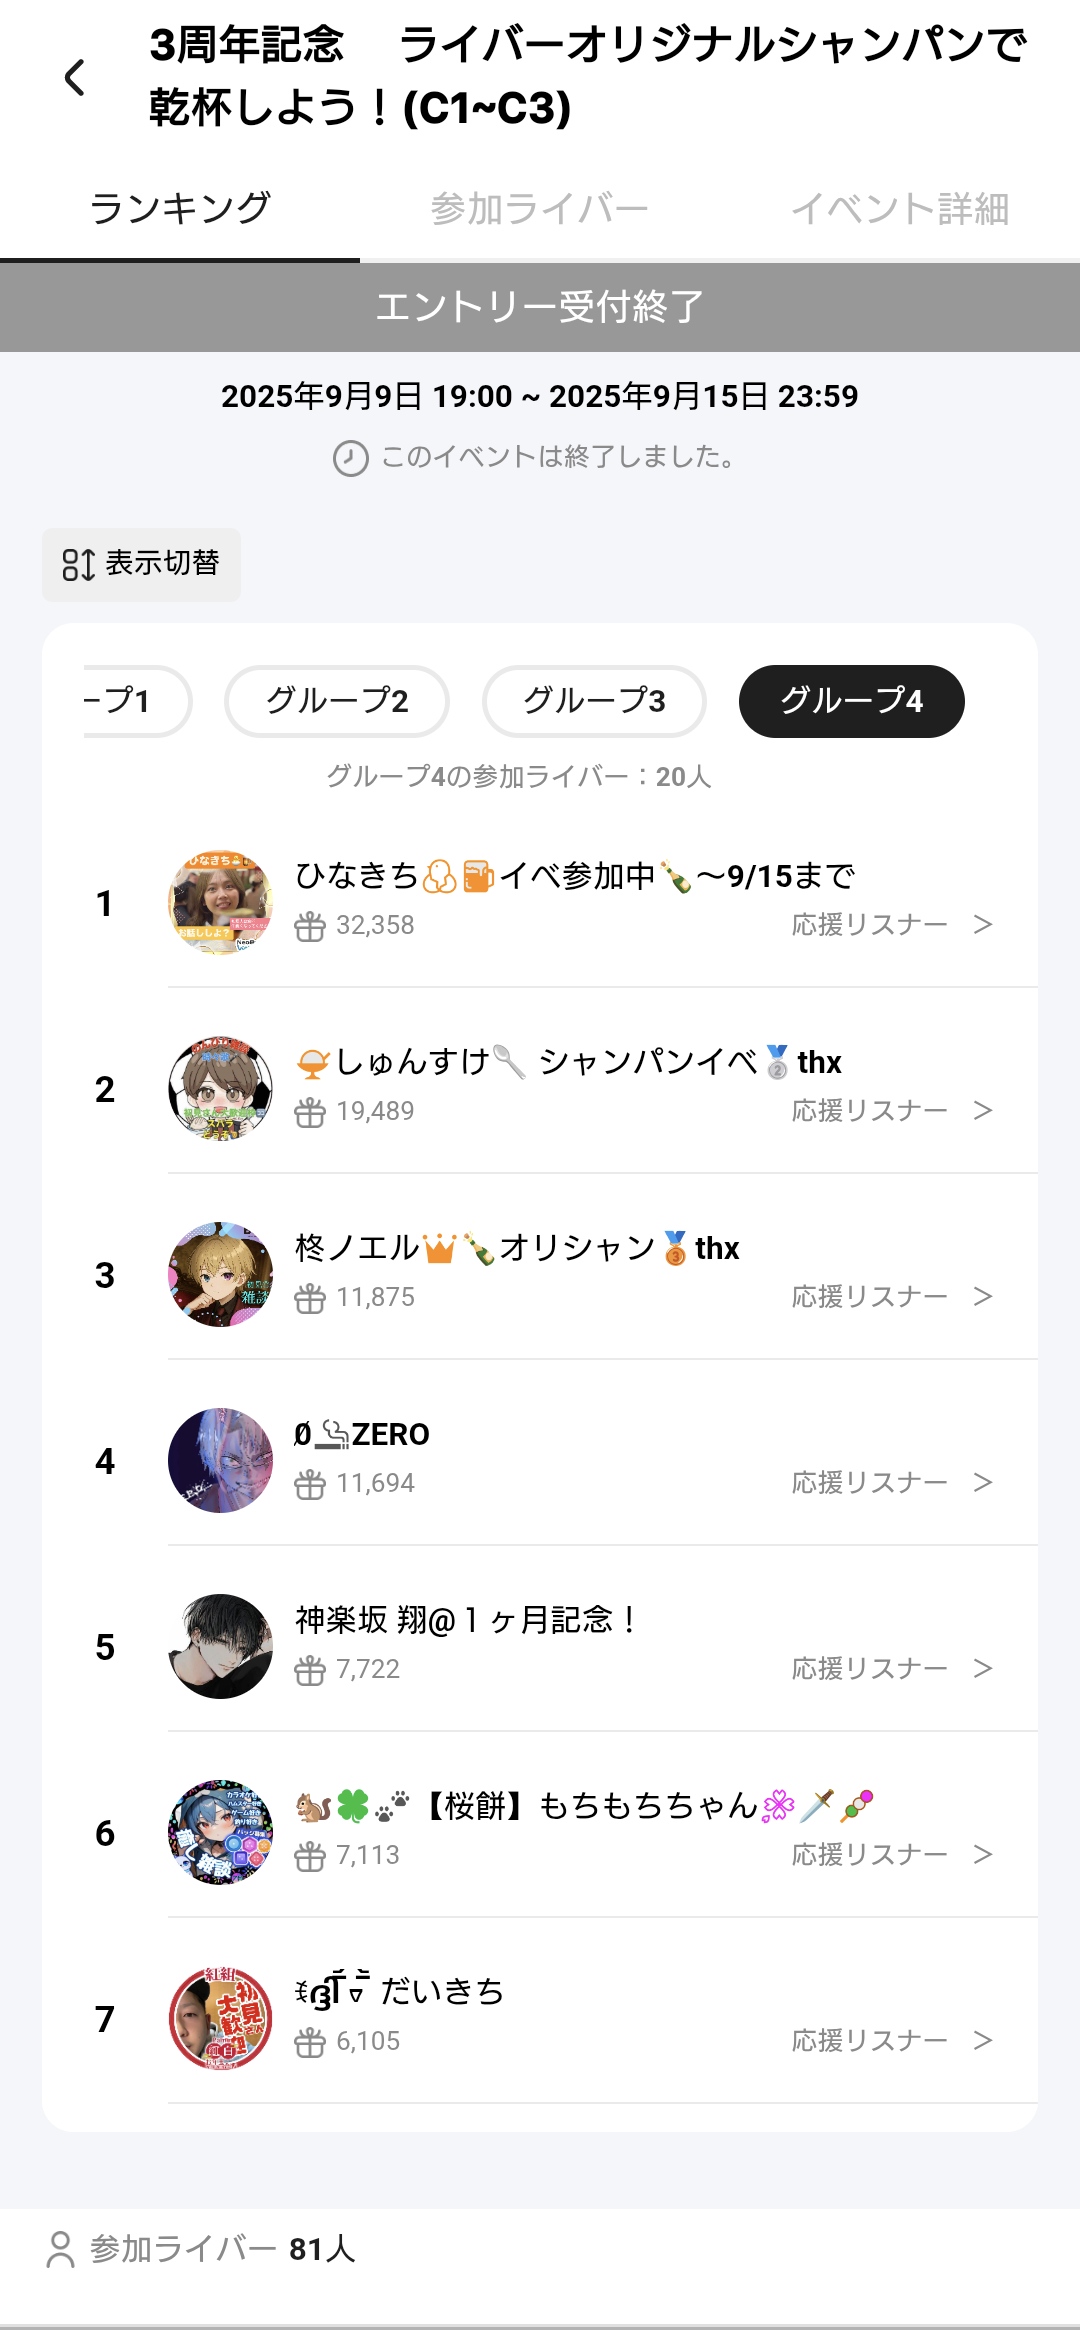 3周年記念　ライバーオリジナルシャンパンで
乾杯しよう！(C1~C3)
ランキング
参加ライバー
イベント詳細
エントリー受付終了
2025年9月9日 19:00 ~ 2025年9月15日 23:59
このイベントは終了しました。
表示切替
ープ1
グループ2
グループ3
グループ4
グループ4の参加ライバー：20人
1
ひなきち🐤🍺イベ参加中🍾〜9/15まで
32,358
応援リスナー >
2
しゅんすけ🥄 シャンパンイベ🥈thx
19,489
応援リスナー >
3
柊ノエル👑🍾オリシャン🥉thx
11,875
応援リスナー >
4
0̸🚬ZERO
11,694
応援リスナー >
5
神楽坂 翔@１ヶ月記念！
7,722
応援リスナー >
6
🐿️🍀🐾【桜餅】もちもちちゃん🌸🗡️🍡
7,113
応援リスナー >
7
だいきち
6,105
応援リスナー >
参加ライバー 81人